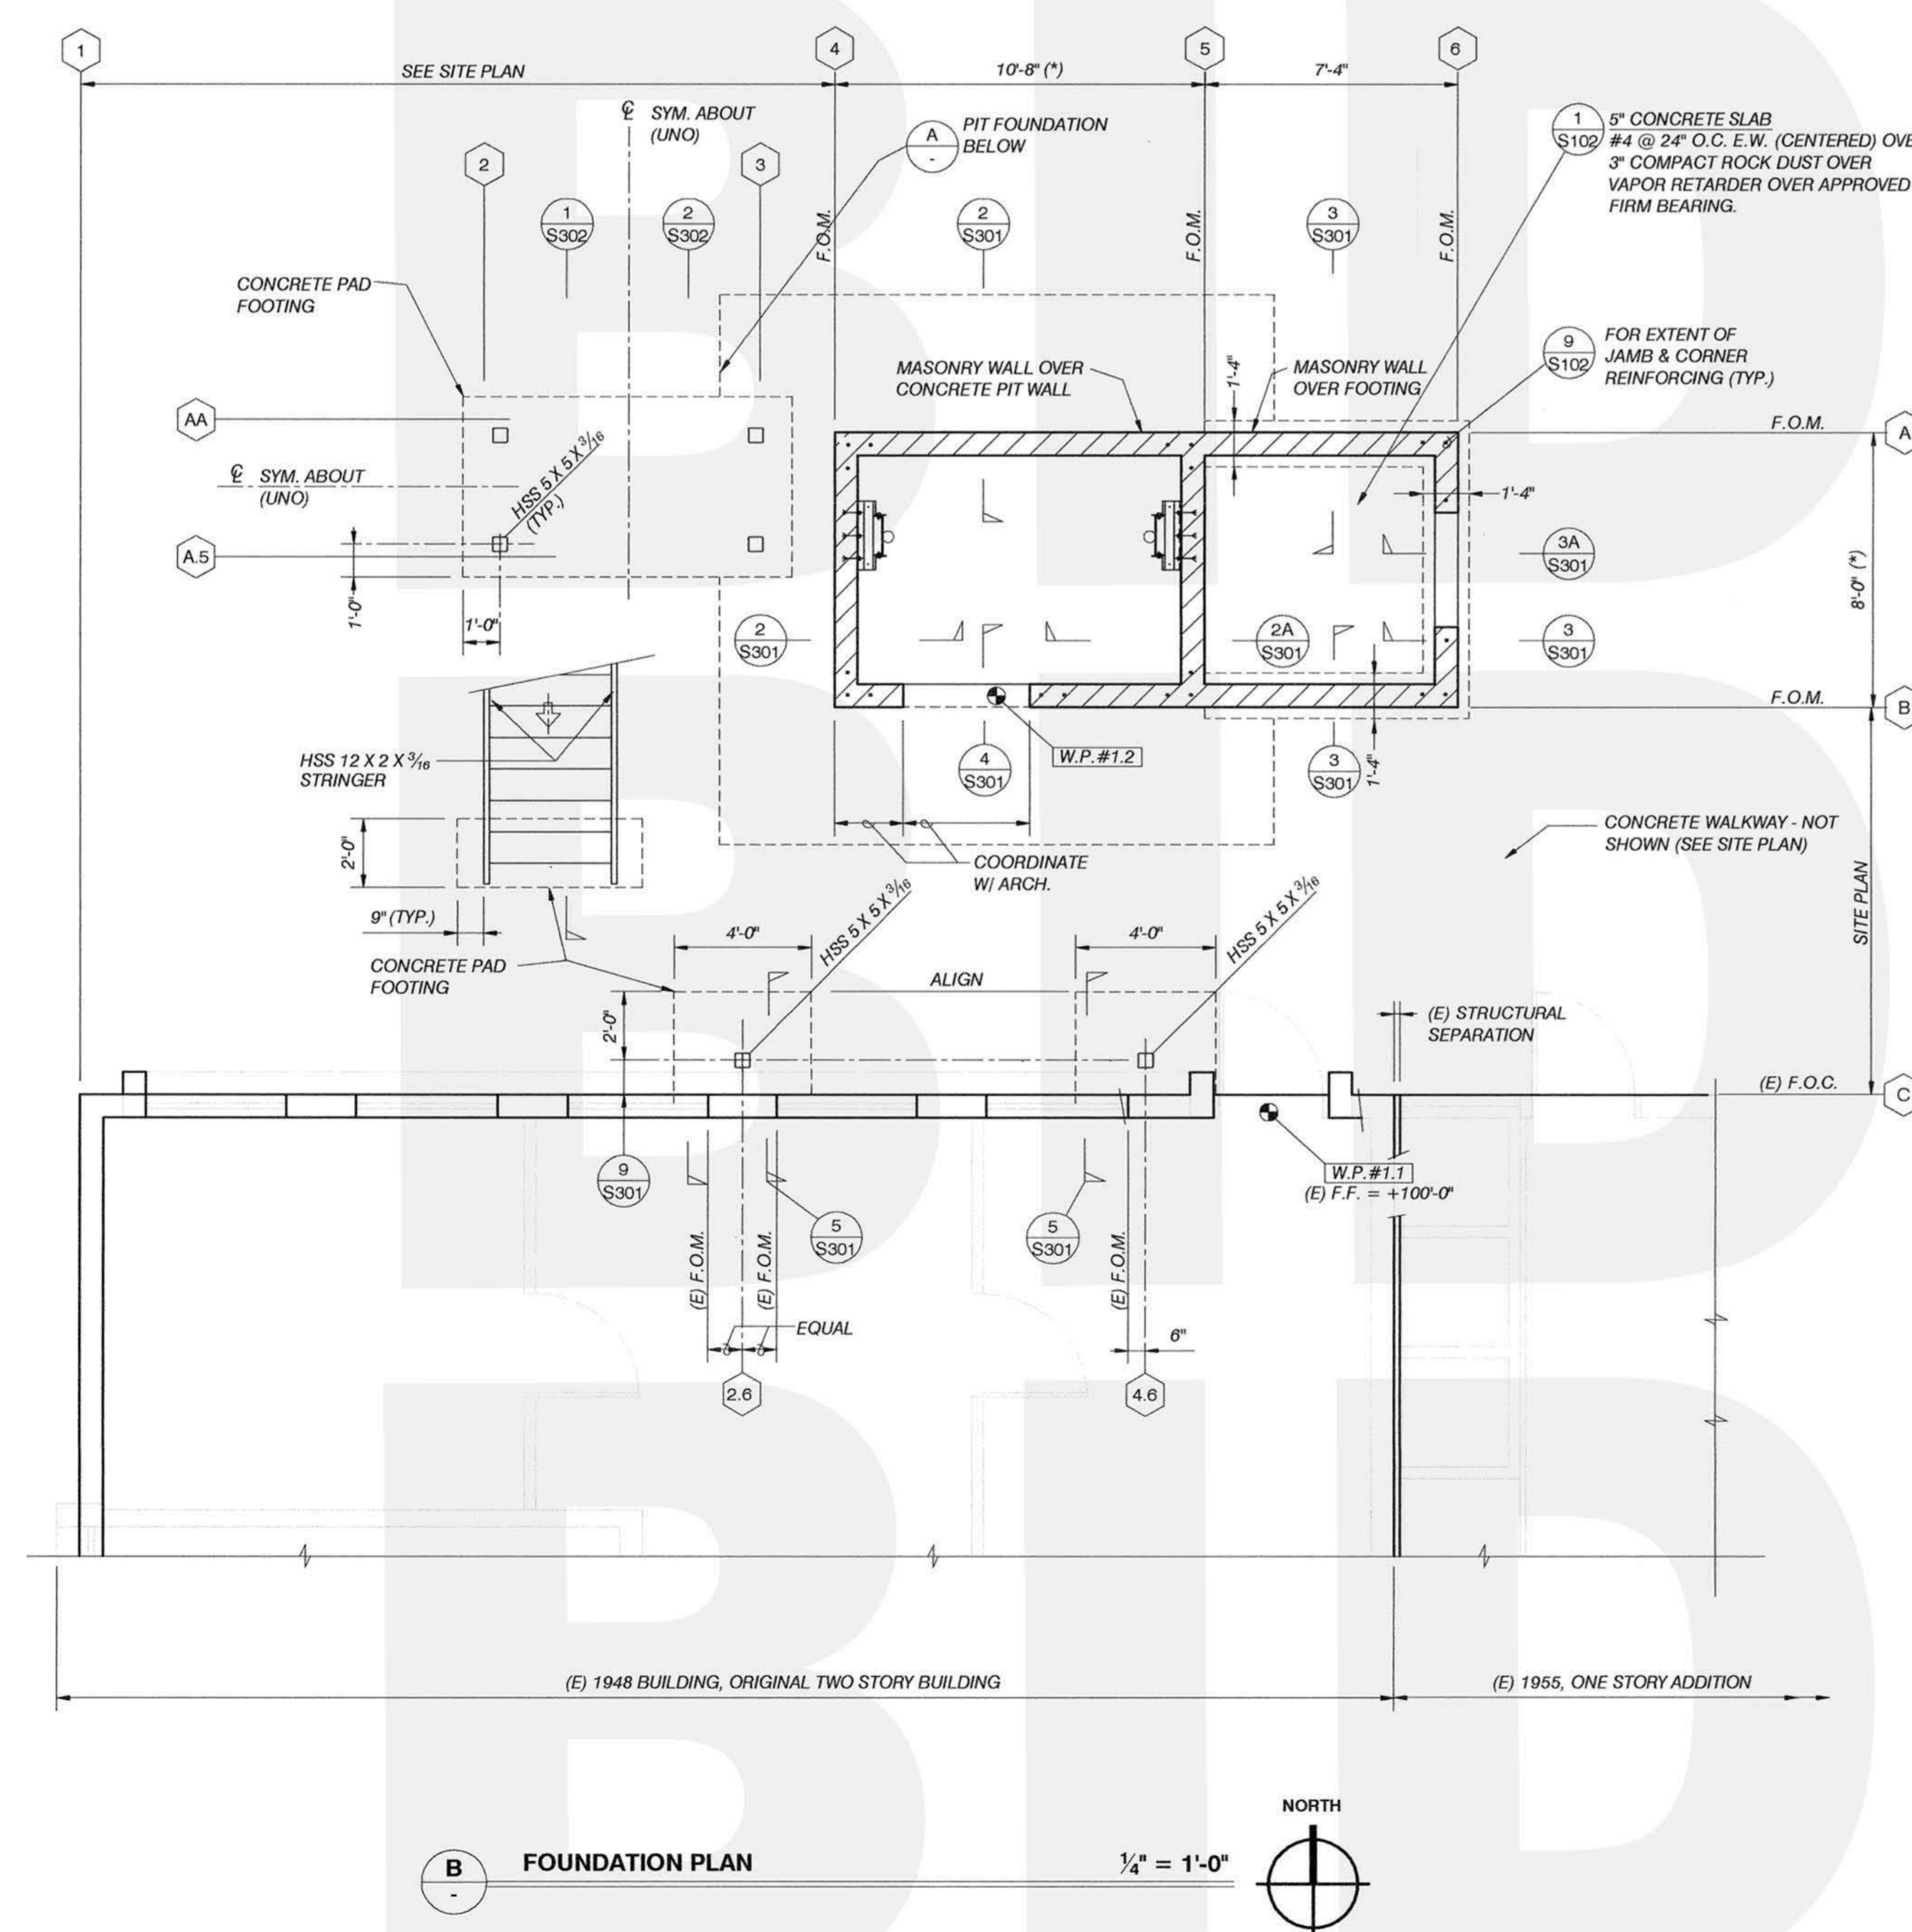 1
4
5
6
SEE SITE PLAN
10'-8" (*)
7'-4"
℄ SYM. ABOUT
(UNO)
2
3
A
-
PIT FOUNDATION
BELOW
1
S102
5" CONCRETE SLAB
#4 @ 24" O.C. E.W. (CENTERED)
3" COMPACT ROCK DUST OVER
VAPOR RETARDER OVER APPROVED
FIRM BEARING.
1
S302
2
S302
F.O.M.
2
S301
F.O.M.
3
S301
F.O.M.
CONCRETE PAD
FOOTING
9
S102
FOR EXTENT OF
JAMB & CORNER
REINFORCING (TYP.)
MASONRY WALL OVER
CONCRETE PIT WALL
1'-4"
MASONRY WALL
OVER FOOTING
AA
F.O.M.
A
℄ SYM. ABOUT
(UNO)
HSS 5 X 5 X 3/16
(TYP.)
1'-4"
A.5
3A
S301
8'-0" (*)
1'-0"
1'-0"
2
S301
2A
S301
3
S301
F.O.M.
B
HSS 12 X 2 X 3/16
STRINGER
4
S301
W.P.#1.2
3
S301
1'-4"
2'-0"
COORDINATE
W/ ARCH.
CONCRETE WALKWAY - NOT
SHOWN (SEE SITE PLAN)
SITE PLAN
9" (TYP.)
4'-0"
HSS 5 X 5 X 3/16
4'-0"
HSS 5 X 5 X 3/16
CONCRETE PAD
FOOTING
ALIGN
2'-0"
(E) STRUCTURAL
SEPARATION
(E) F.O.C.
C
9
S301
W.P.#1.1
(E) F.F. = +100'-0"
5
S301
5
S301
(E) F.O.M.
(E) F.O.M.
(E) F.O.M.
EQUAL
6"
2.6
4.6
(E) 1948 BUILDING, ORIGINAL TWO STORY BUILDING
(E) 1955, ONE STORY ADDITION
NORTH
B
-
FOUNDATION PLAN
1/4" = 1'-0"
BID
BID
BID